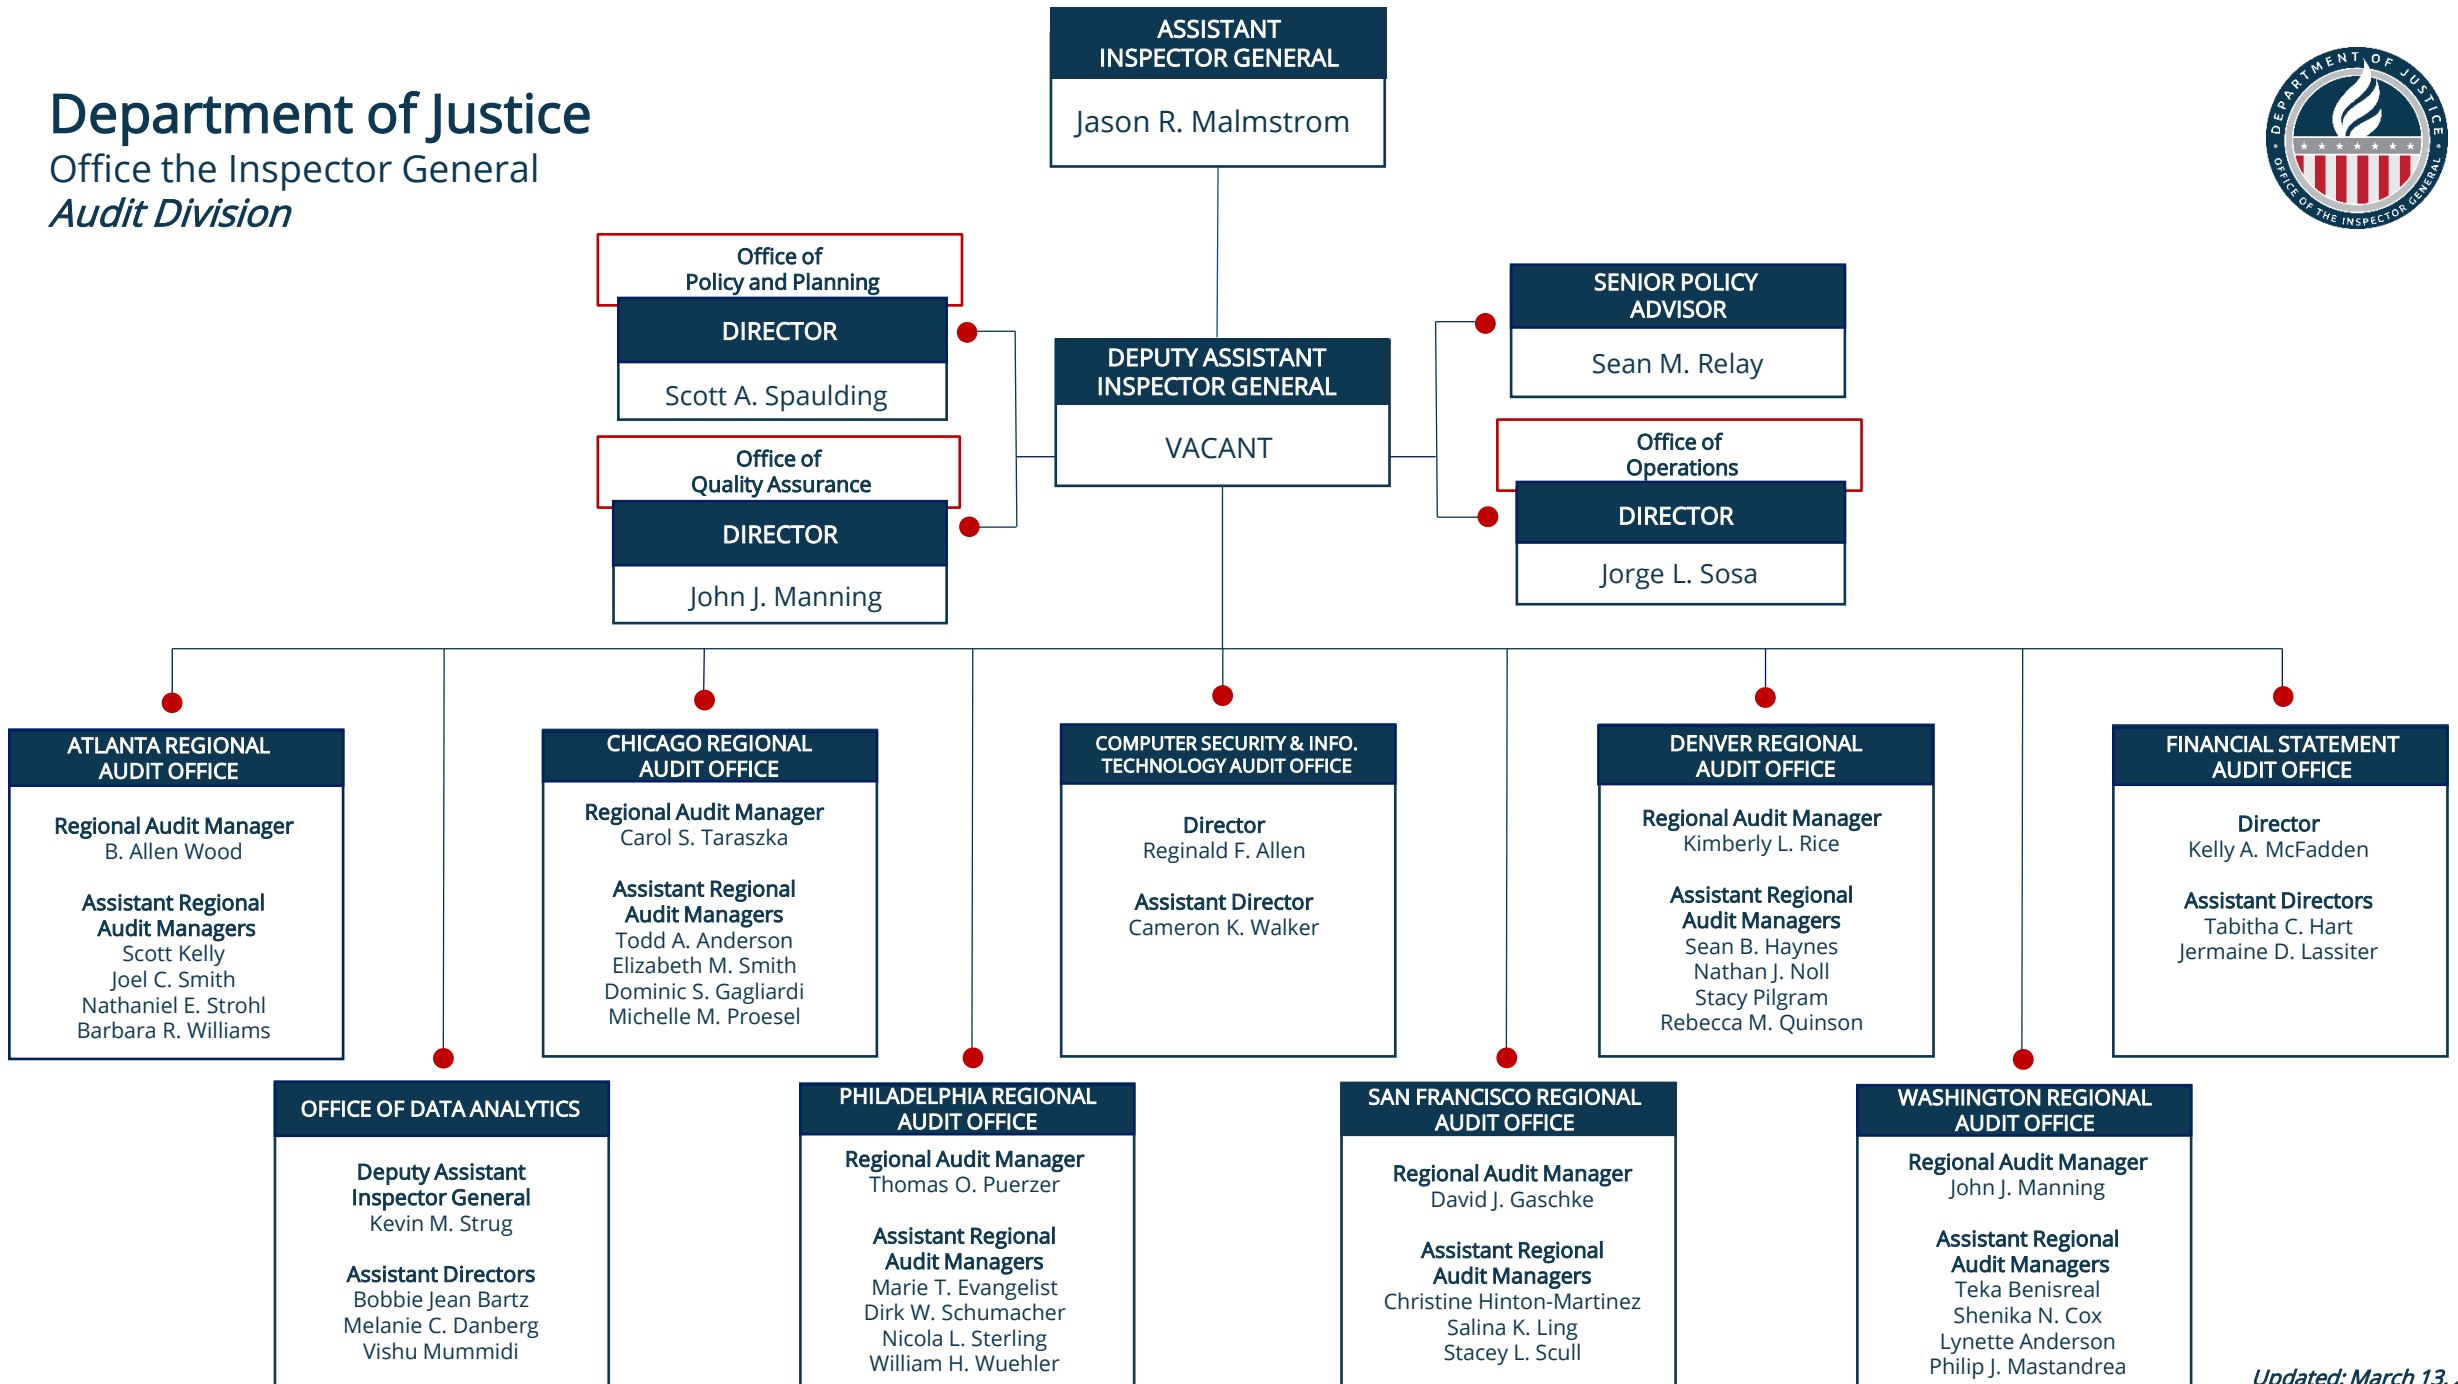 ASSISTANT
INSPECTOR GENERAL
Jason R. Malmstrom
Department of Justice
Office the Inspector General
Audit Division
DEPARTMENT OF JUSTICE
OFFICE OF THE INSPECTOR GENERAL
Office of
Policy and Planning
DIRECTOR
Scott A. Spaulding
Office of
Quality Assurance
DIRECTOR
John J. Manning
DEPUTY ASSISTANT
INSPECTOR GENERAL
VACANT
SENIOR POLICY
ADVISOR
Sean M. Relay
Office of
Operations
DIRECTOR
Jorge L. Sosa
ATLANTA REGIONAL
AUDIT OFFICE
Regional Audit Manager
B. Allen Wood
Assistant Regional
Audit Managers
Scott Kelly
Joel C. Smith
Nathaniel E. Strohl
Barbara R. Williams
CHICAGO REGIONAL
AUDIT OFFICE
Regional Audit Manager
Carol S. Taraszka
Assistant Regional
Audit Managers
Todd A. Anderson
Elizabeth M. Smith
Dominic S. Gagliardi
Michelle M. Proesel
COMPUTER SECURITY & INFO.
TECHNOLOGY AUDIT OFFICE
Director
Reginald F. Allen
Assistant Director
Cameron K. Walker
DENVER REGIONAL
AUDIT OFFICE
Regional Audit Manager
Kimberly L. Rice
Assistant Regional
Audit Managers
Sean B. Haynes
Nathan J. Noll
Stacy Pilgram
Rebecca M. Quinson
FINANCIAL STATEMENT
AUDIT OFFICE
Director
Kelly A. McFadden
Assistant Directors
Tabitha C. Hart
Jermaine D. Lassiter
OFFICE OF DATA ANALYTICS
Deputy Assistant
Inspector General
Kevin M. Strug
Assistant Directors
Bobbie Jean Bartz
Melanie C. Danberg
Vishu Mummidi
PHILADELPHIA REGIONAL
AUDIT OFFICE
Regional Audit Manager
Thomas O. Puerzer
Assistant Regional
Audit Managers
Marie T. Evangelist
Dirk W. Schumacher
Nicola L. Sterling
William H. Wuehler
SAN FRANCISCO REGIONAL
AUDIT OFFICE
Regional Audit Manager
David J. Gaschke
Assistant Regional
Audit Managers
Christine Hinton-Martinez
Salina K. Ling
Stacey L. Scull
WASHINGTON REGIONAL
AUDIT OFFICE
Regional Audit Manager
John J. Manning
Assistant Regional
Audit Managers
Teka Benisreal
Shenika N. Cox
Lynette Anderson
Philip J. Mastandrea
Updated: March 13,